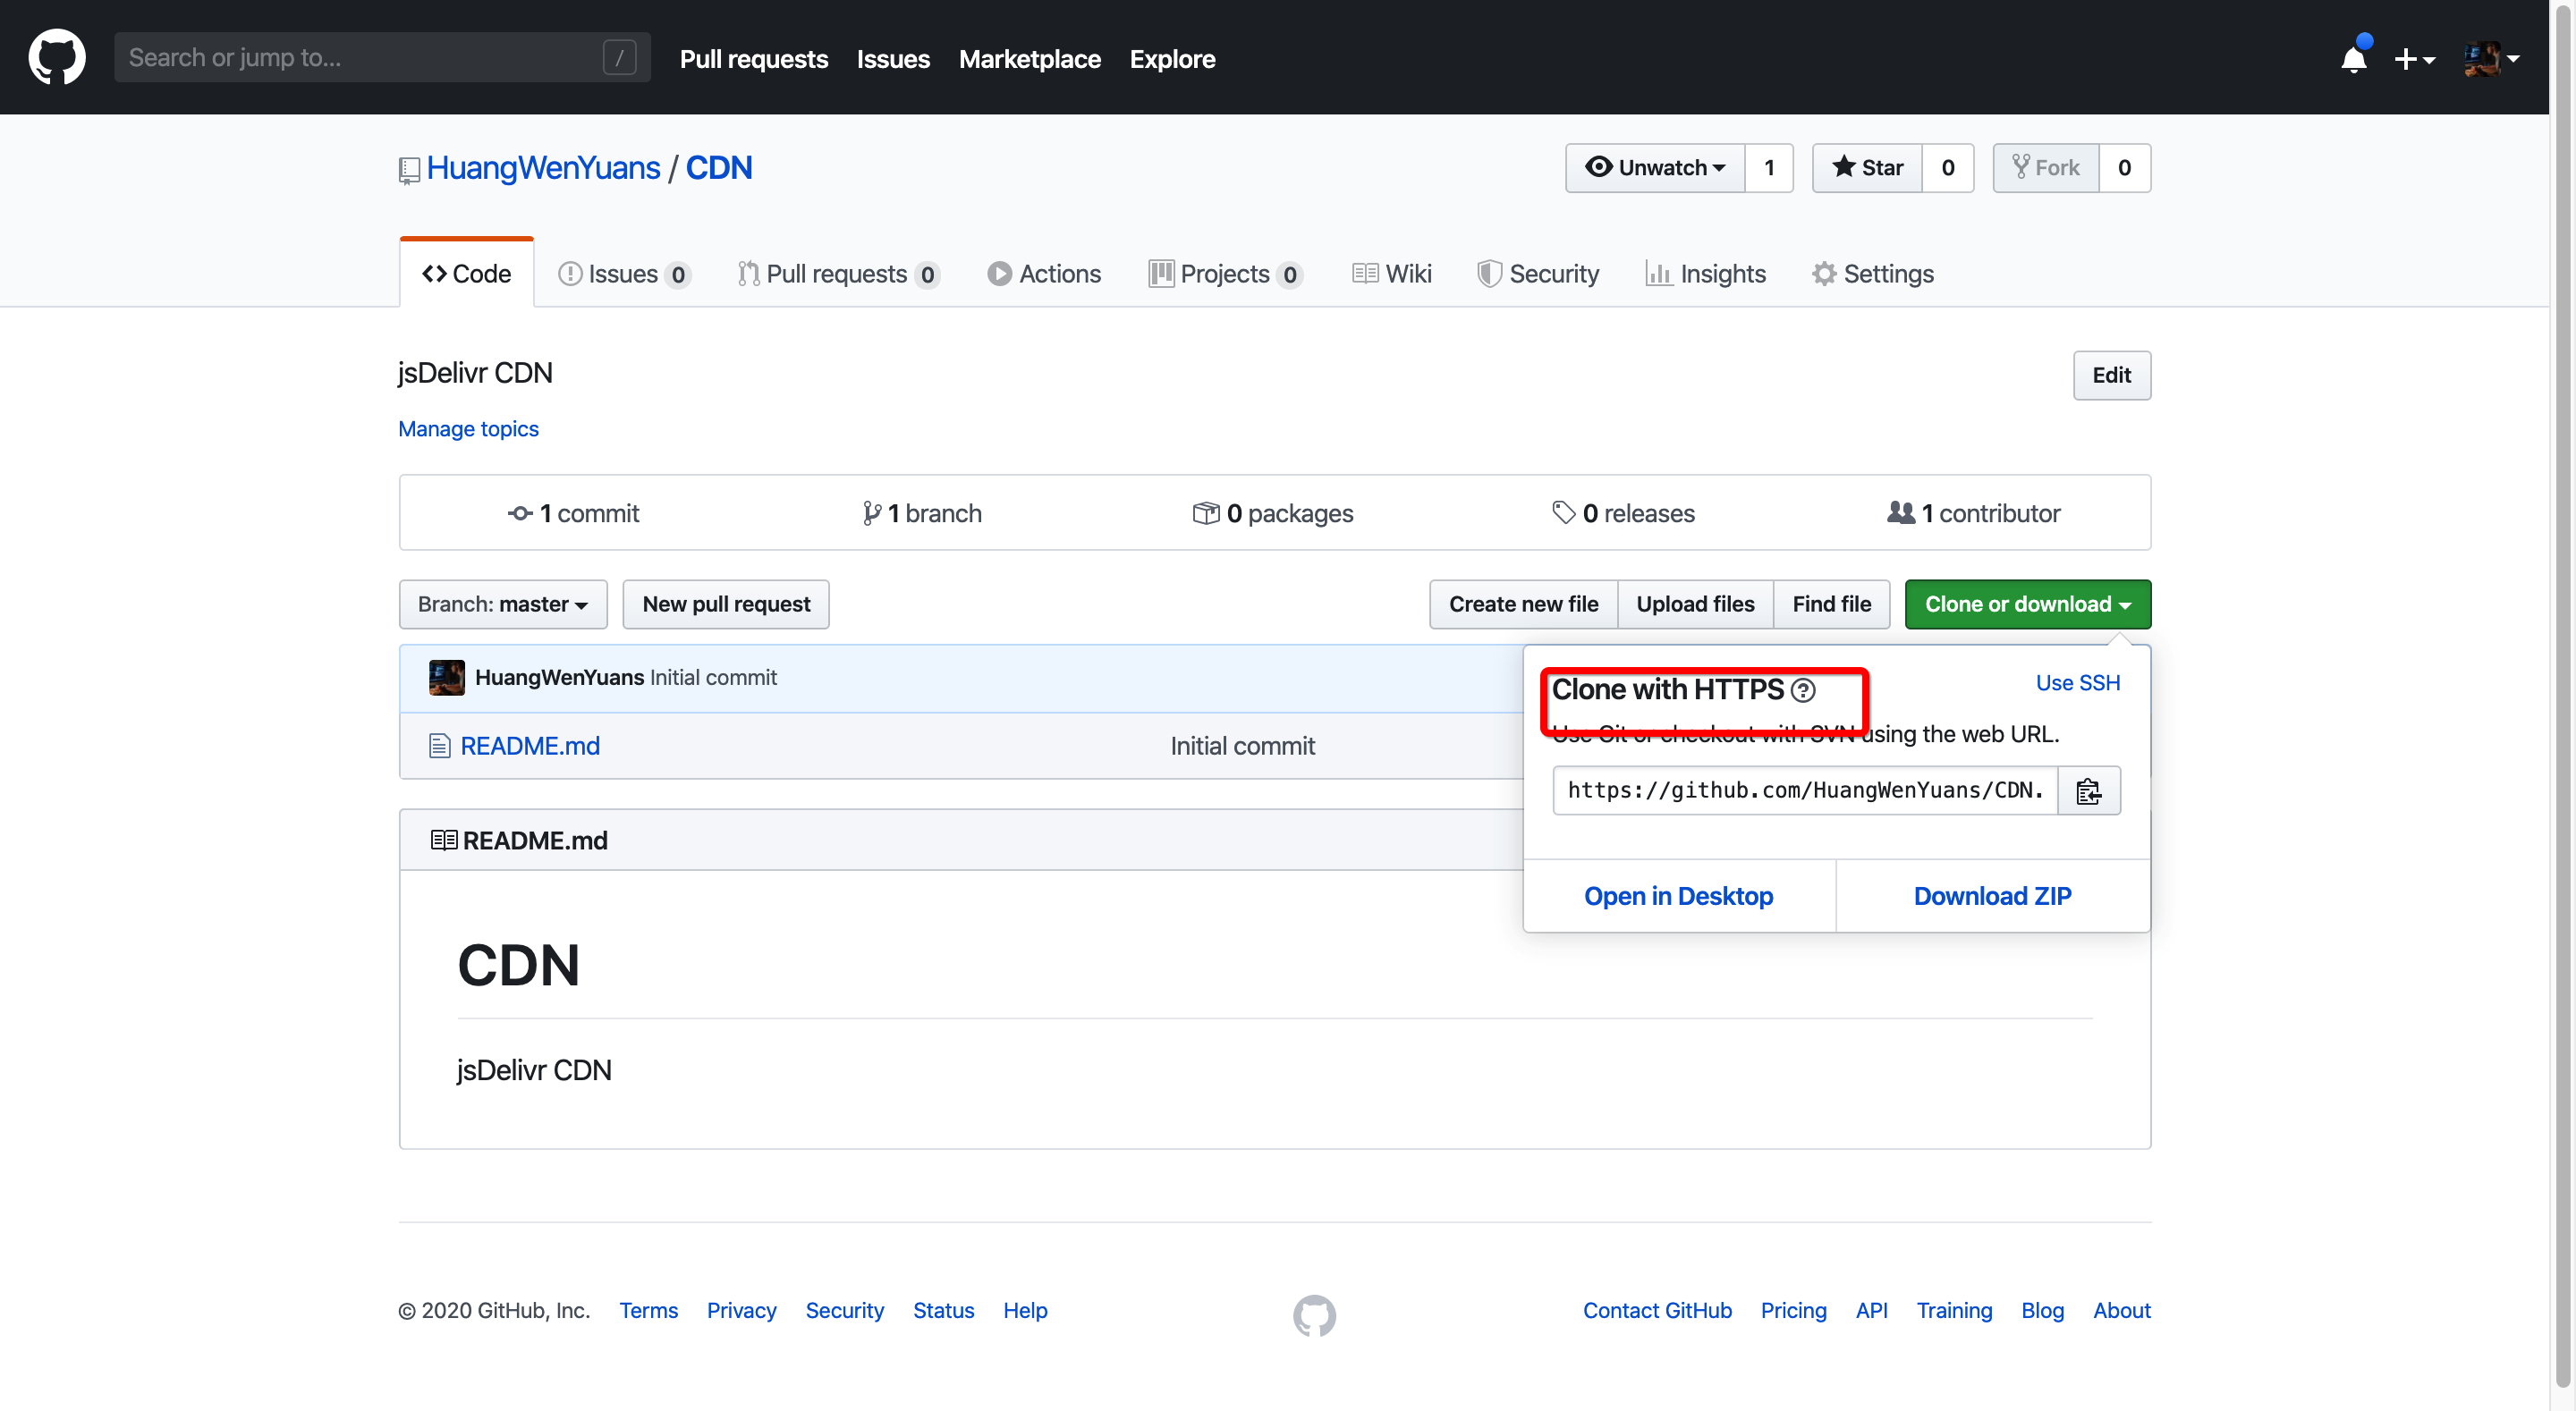 Search or jump to... /
Pull requests Issues Marketplace Explore
HuangWenYuans / CDN
Unwatch 1 Star 0 Fork 0
Code Issues 0 Pull requests 0 Actions Projects 0 Wiki Security Insights Settings
jsDelivr CDN
Edit
Manage topics
1 commit 1 branch 0 packages 0 releases 1 contributor
Branch: master New pull request Create new file Upload files Find file Clone or download
HuangWenYuans Initial commit
README.md Initial commit
Clone with HTTPS ?
Use SSH
Use Git or checkout with SVN using the web URL.
https://github.com/HuangWenYuans/CDN.
Open in Desktop Download ZIP
README.md
CDN
jsDelivr CDN
© 2020 GitHub, Inc. Terms Privacy Security Status Help Contact GitHub Pricing API Training Blog About